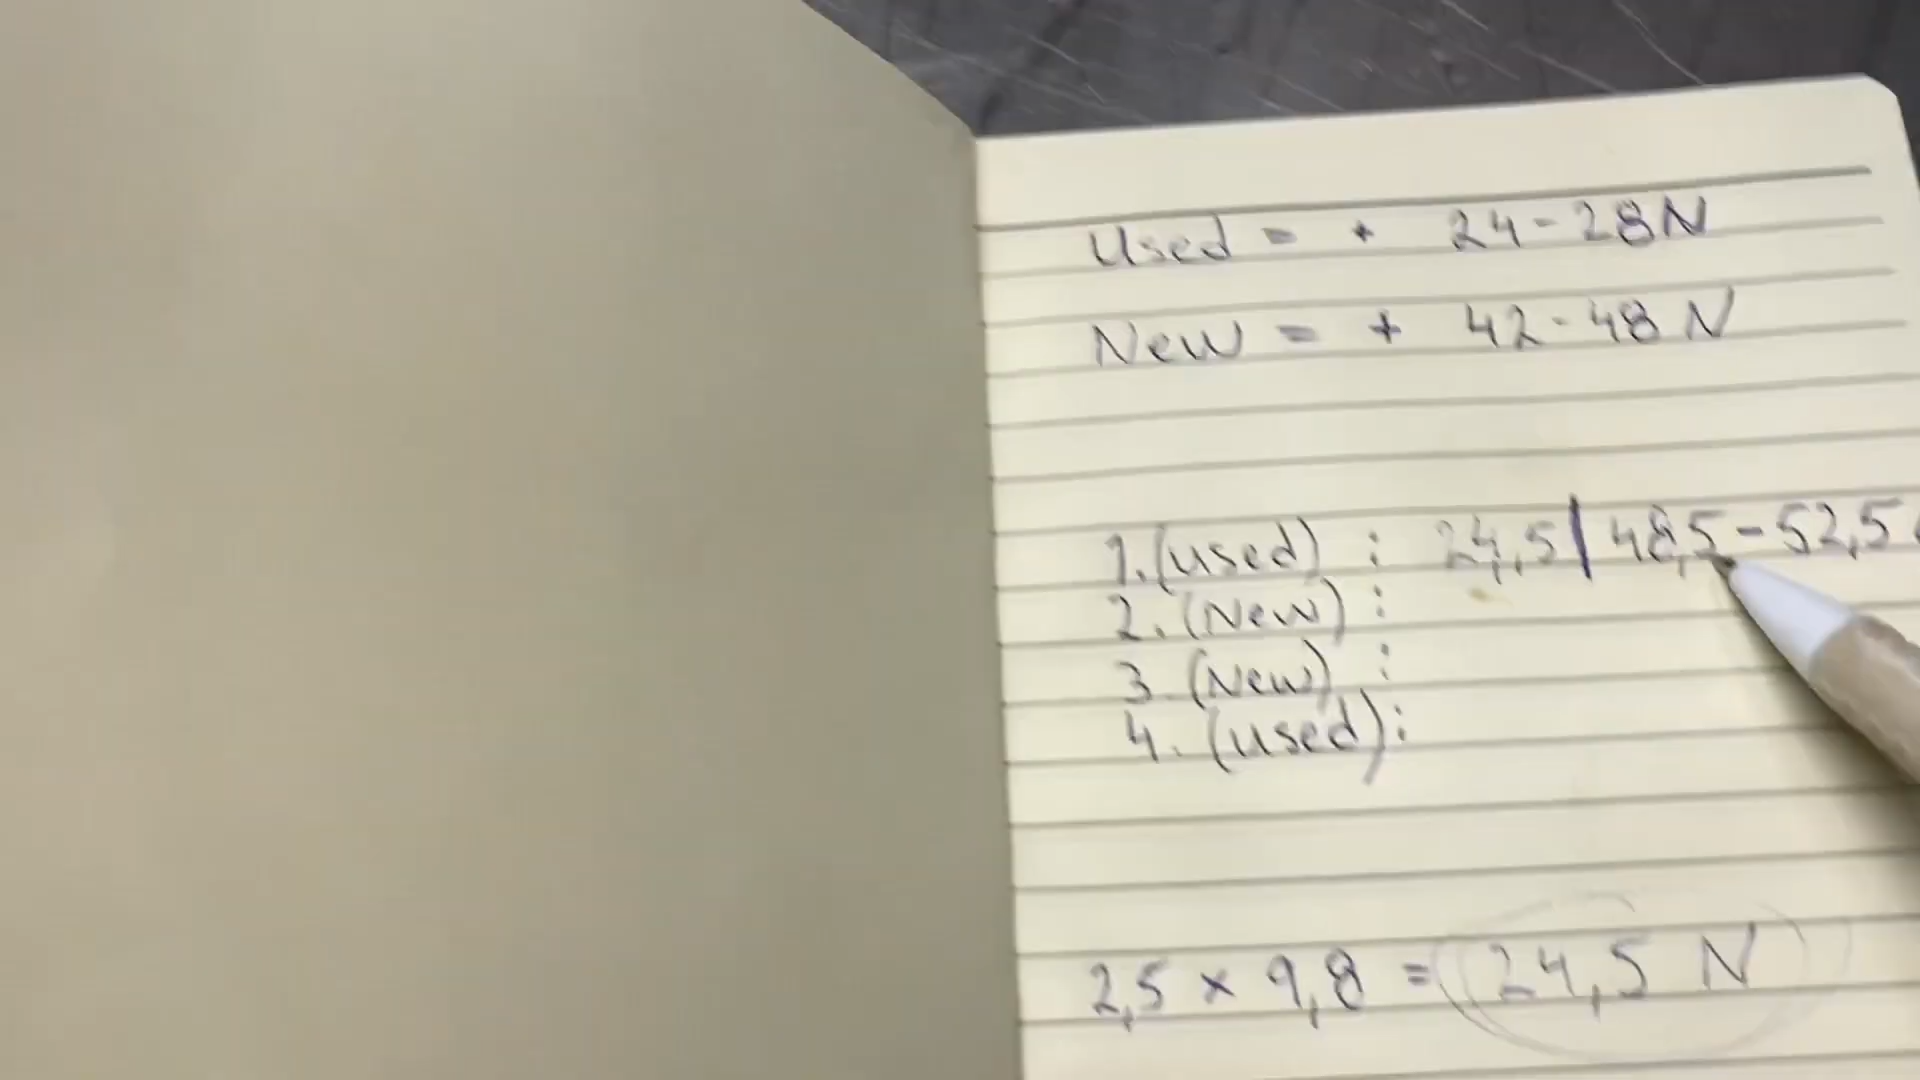 Used = + 24-28N
New = + 42-48 N
1.(used) : 24,5 | 48,5-52,5
2. (New) :
3. (New) :
4. (used):
2,5 x 9,8 = 24,5 N